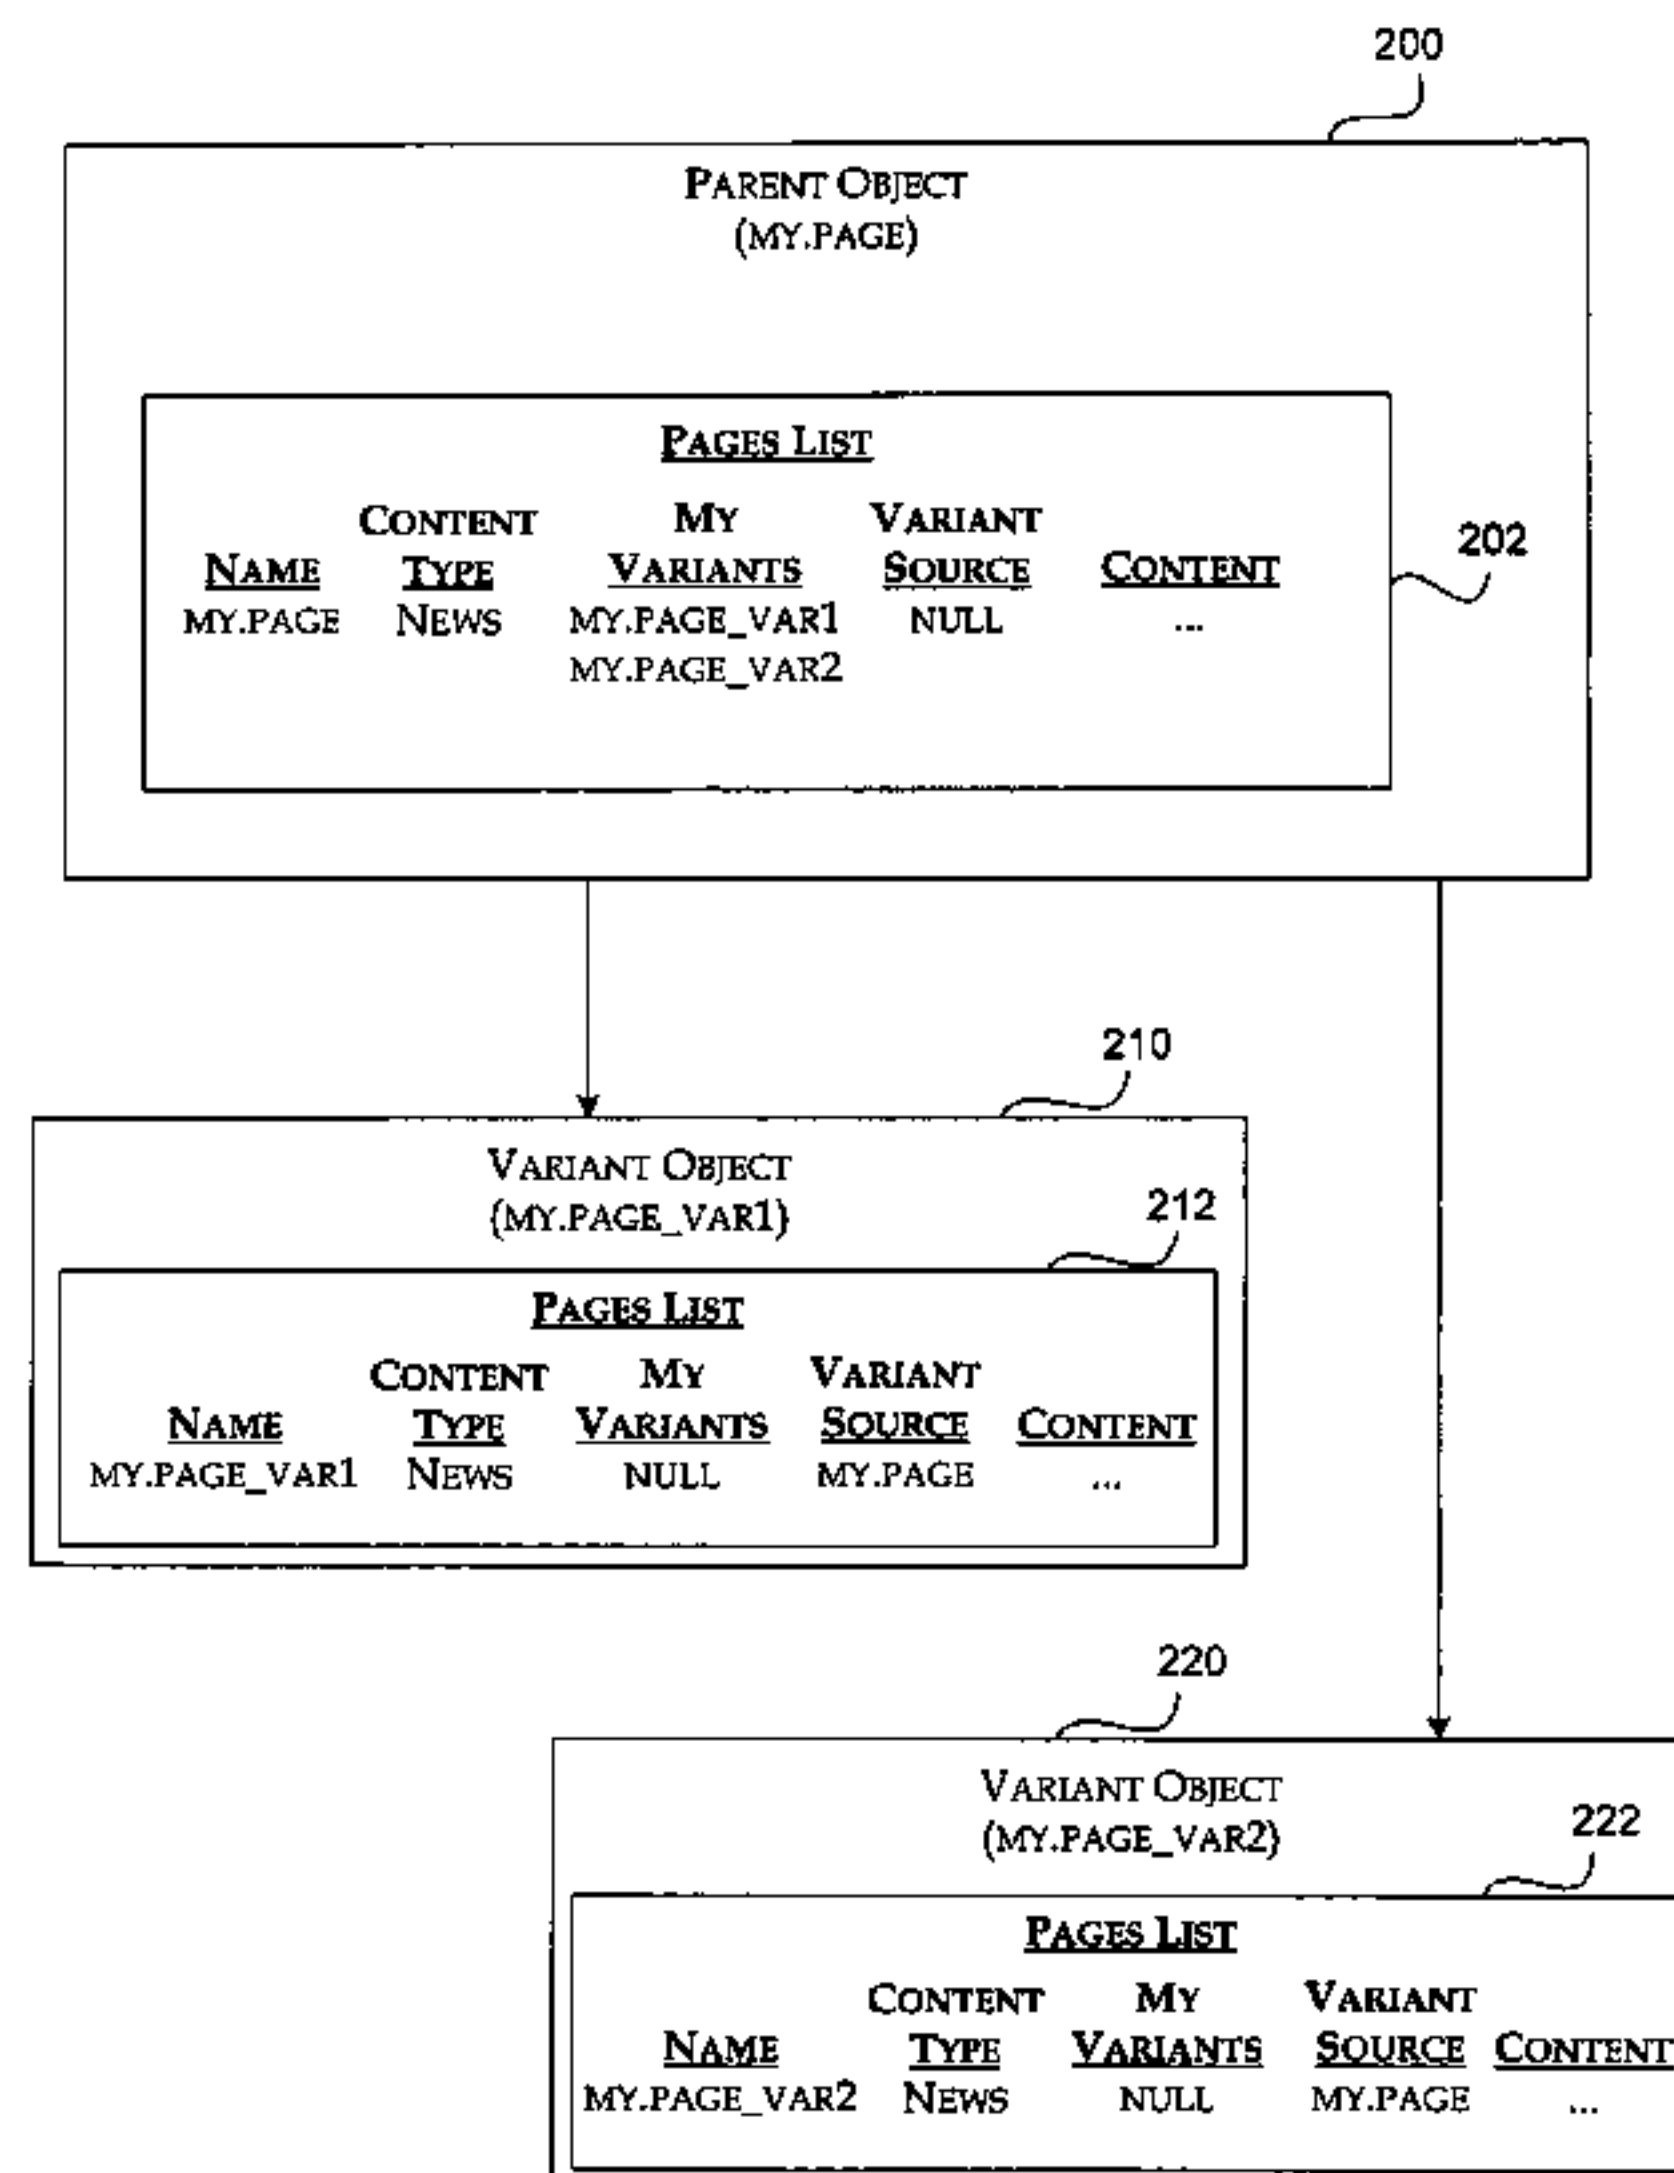 200
PARENT OBJECT
(MY.PAGE)
PAGES LIST
CONTENT MY VARIANT
NAME TYPE VARIANTS SOURCE CONTENT
202
MY.PAGE NEWS MY.PAGE_VAR1 NULL ...
MY.PAGE_VAR2
210
VARIANT OBJECT
(MY.PAGE_VAR1)
212
PAGES LIST
CONTENT MY VARIANT
NAME TYPE VARIANTS SOURCE CONTENT
MY.PAGE_VAR1 NEWS NULL MY.PAGE ...
220
VARIANT OBJECT
(MY.PAGE_VAR2)
222
PAGES LIST
CONTENT MY VARIANT
NAME TYPE VARIANTS SOURCE CONTENT
MY.PAGE_VAR2 NEWS NULL MY.PAGE ...